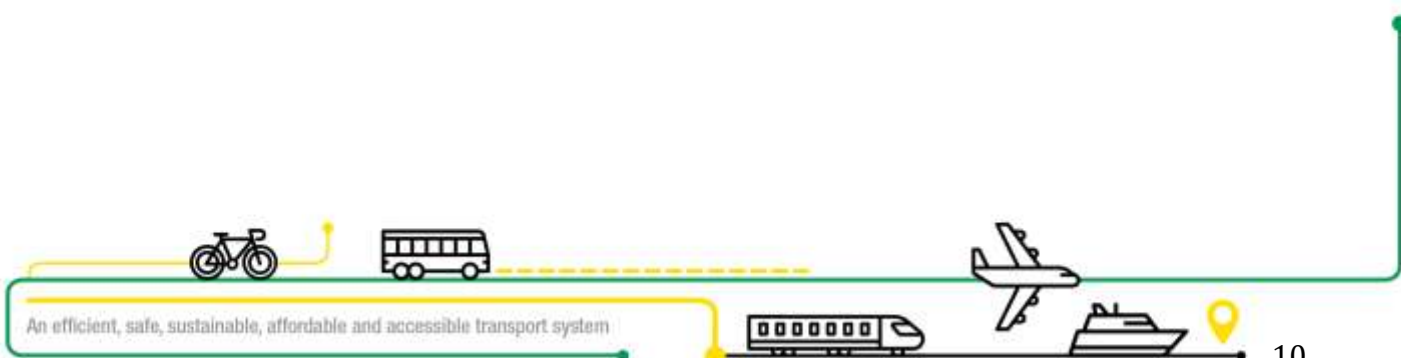 An efficient, safe, sustainable, affordable and accessible transport system
10